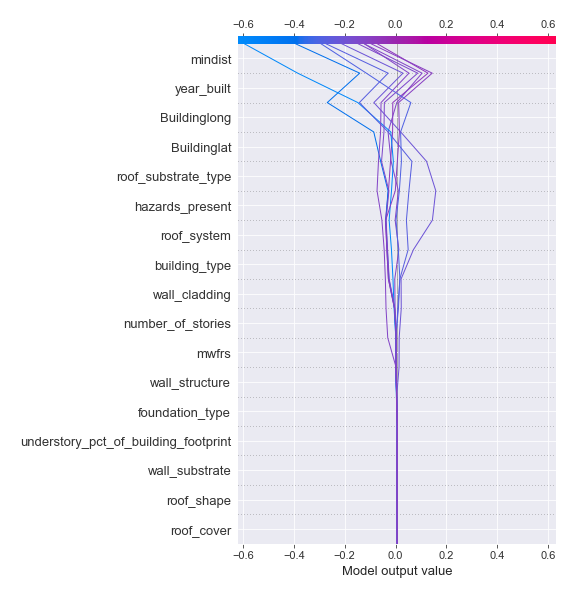 −0.6 −0.4 −0.2 0.0 0.2 0.4 0.6
mindist
year_built
Buildinglong
Buildinglat
roof_substrate_type
hazards_present
roof_system
building_type
wall_cladding
number_of_stories
mwfrs
wall_structure
foundation_type
understory_pct_of_building_footprint
wall_substrate
roof_shape
roof_cover
−0.6 −0.4 −0.2 0.0 0.2 0.4 0.6
Model output value